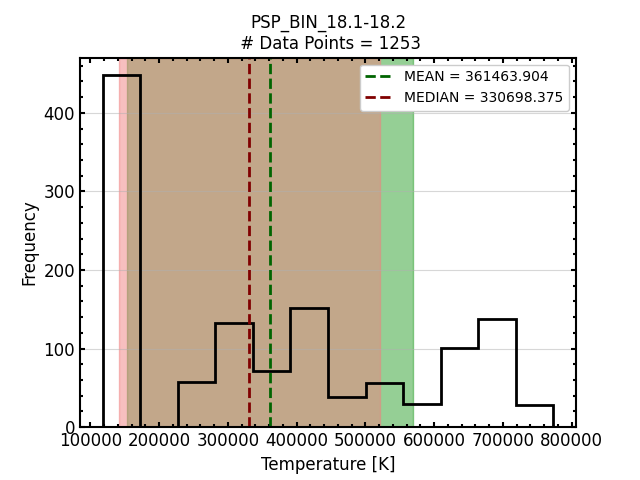 PSP_BIN_18.1-18.2
# Data Points = 1253
MEAN = 361463.904
MEDIAN = 330698.375
Frequency
400
300
200
100
0
100000 200000 300000 400000 500000 600000 700000 800000
Temperature [K]